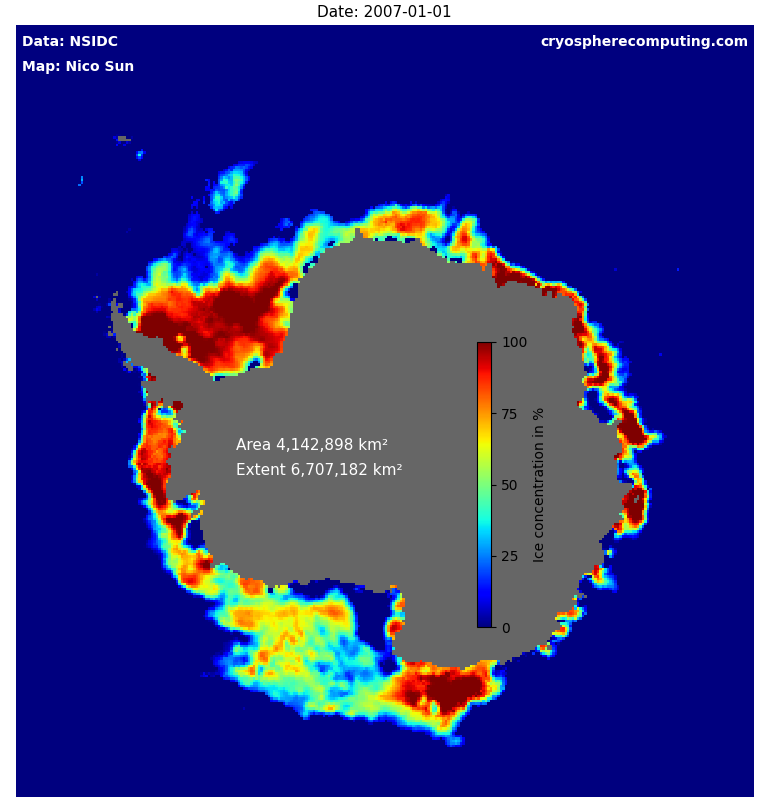 Date: 2007-01-01
Data: NSIDC
cryospherecomputing.com
Map: Nico Sun
100
75
50
25
0
Ice concentration in %
Area 4,142,898 km²
Extent 6,707,182 km²